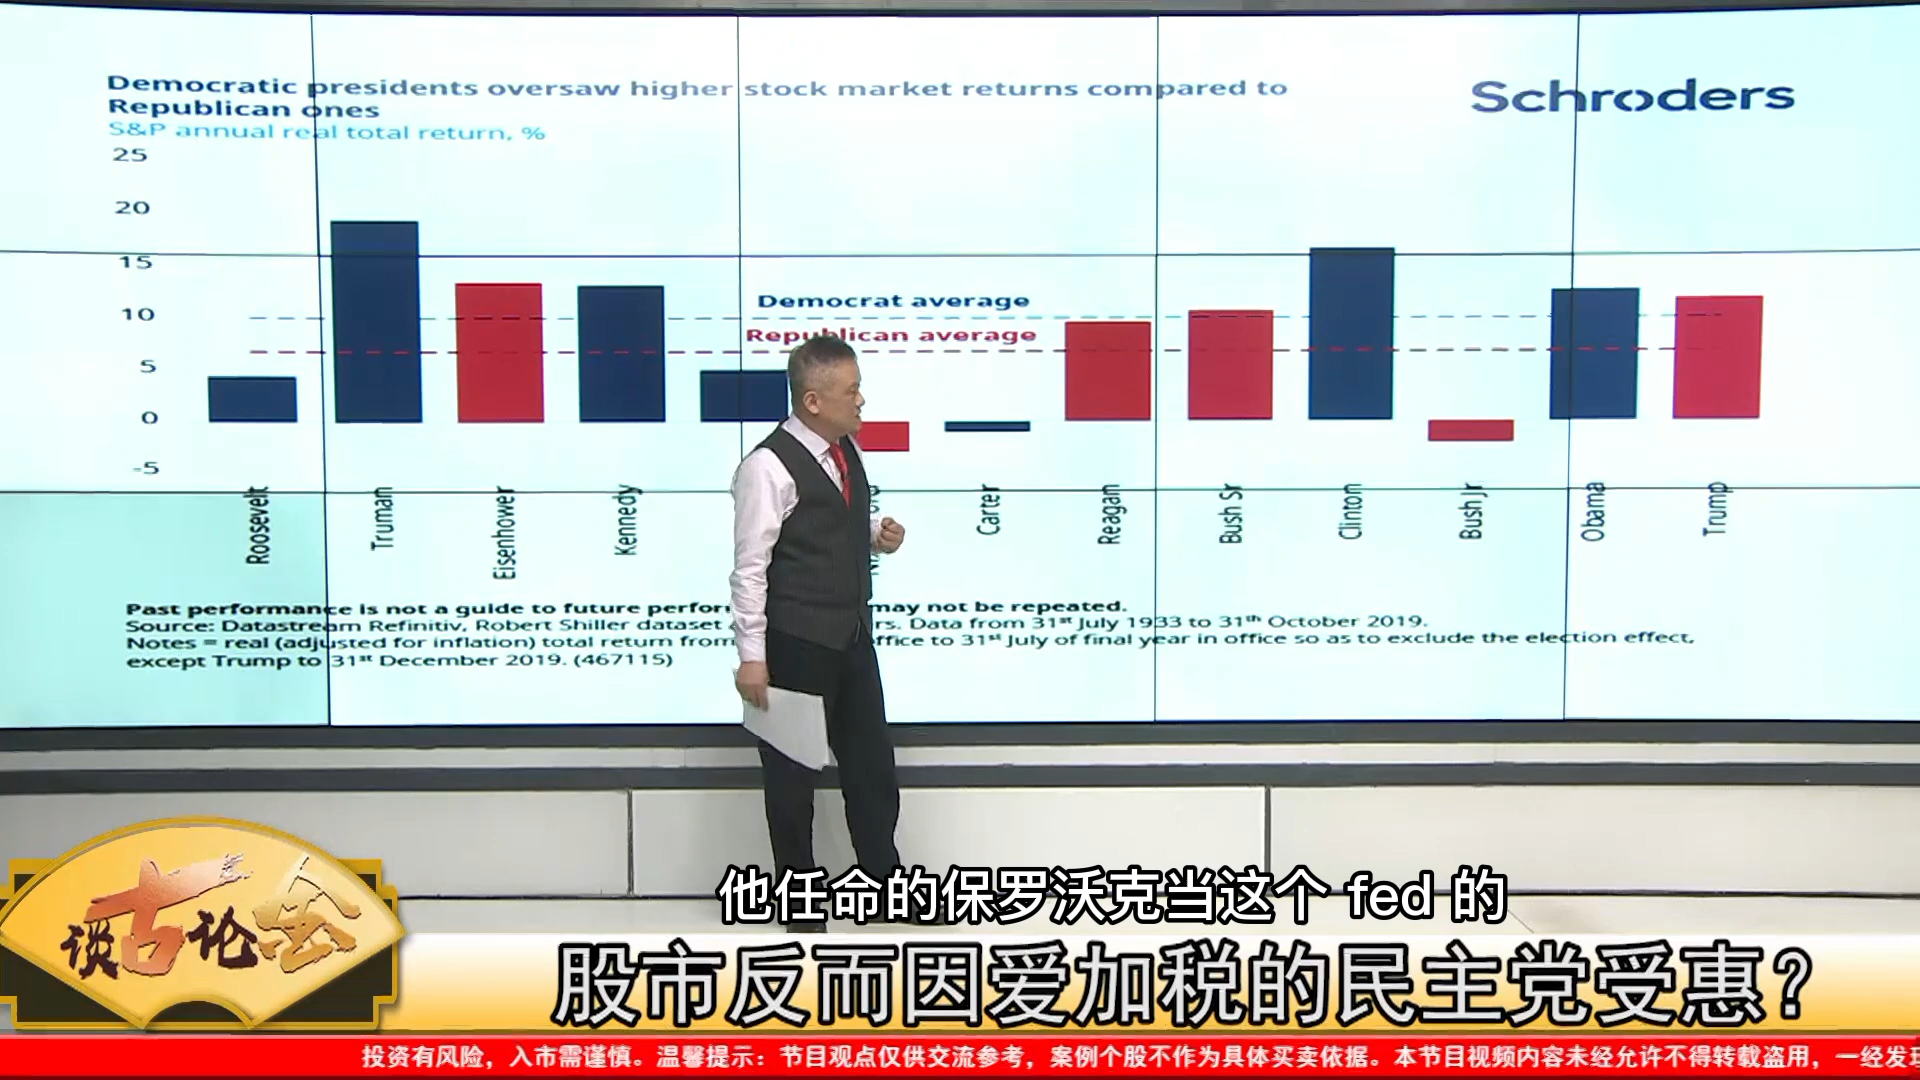 Democratic presidents oversaw higher stock market returns compared to
Republican ones
S&P annual real total return, %
Schroders
25
20
15
10
5
0
-5
Democrat average
Republican average
Roosevelt
Truman
Eisenhower
Kennedy
Carter
Reagan
Bush Sr
Clinton
Bush Jr
Obama
Trump
Past performance is not a guide to future may not be repeated.
Source: Datastream Refinitiv, Robert Shiller dataset Data from 31st July 1933 to 31th October 2019.
Notes = real (adjusted for inflation) total return from office to 31st July of final year in office so as to exclude the election effect,
except Trump to 31st December 2019. (467115)
他任命的保罗沃克当这个 fed 的
谈古论金
股市反而因爱加税的民主党受惠？
投资有风险，入市需谨慎。温馨提示：节目观点仅供交流参考，案例个股不作为具体买卖依据。本节目视频内容未经允许不得转载盗用，一经发现